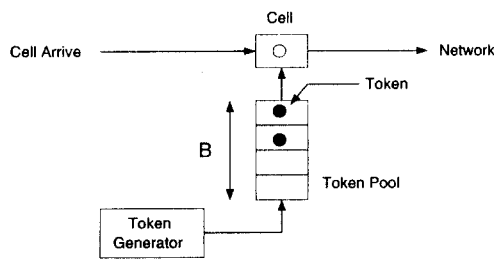 Cell
Cell Arrive
Network
Token
B
Token Pool
Token
Generator